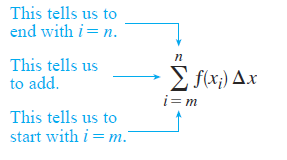 This tells us to
end with i = n.
This tells us
to add.
This tells us to
start with i = m.
n
∑ f(xᵢ) Δx
i = m